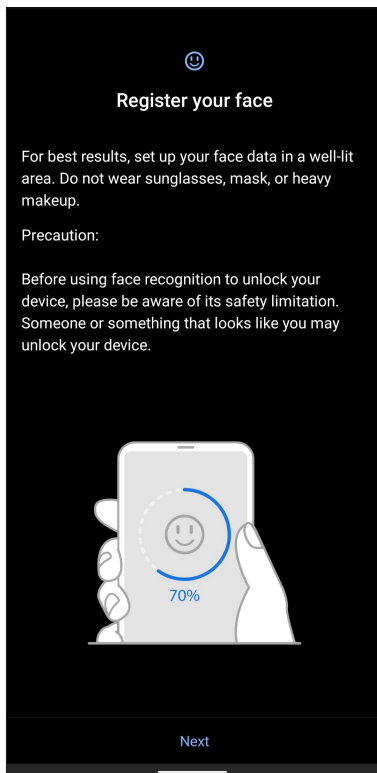 Register your face
For best results, set up your face data in a well-lit
area. Do not wear sunglasses, mask, or heavy
makeup.
Precaution:
Before using face recognition to unlock your
device, please be aware of its safety limitation.
Someone or something that looks like you may
unlock your device.
70%
Next